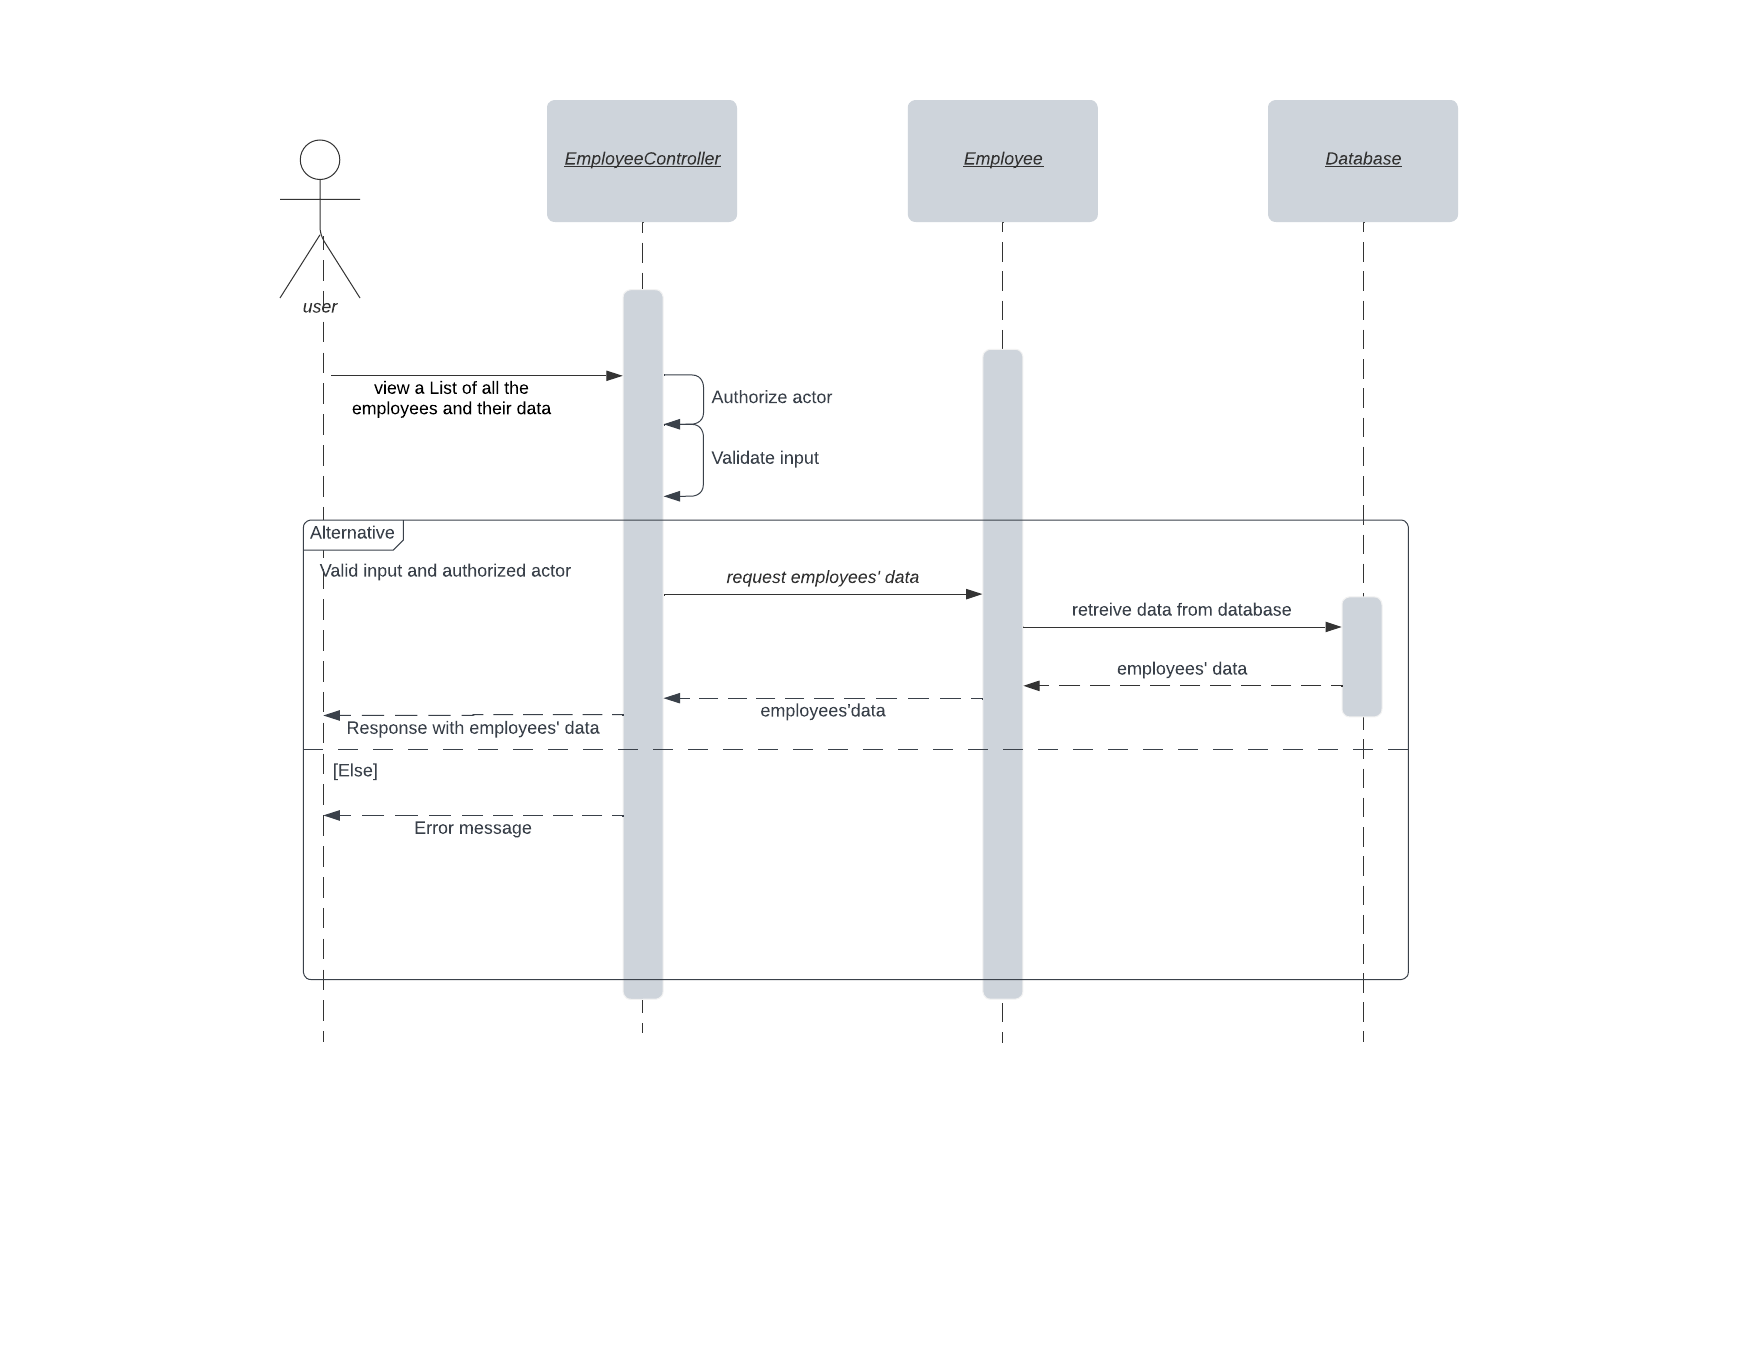 EmployeeController
Employee
Database
user
view a List of all the
employees and their data
Authorize actor
Validate input
Alternative
Valid input and authorized actor
request employees' data
retreive data from database
employees' data
employees'data
Response with employees' data
[Else]
Error message